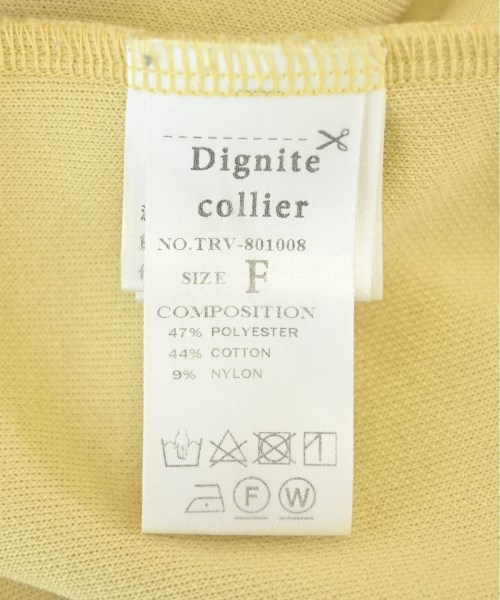 Dignite
collier
NO.TRV-801008
SIZE F
COMPOSITION
47% POLYESTER
44% COTTON
9% NYLON
F W